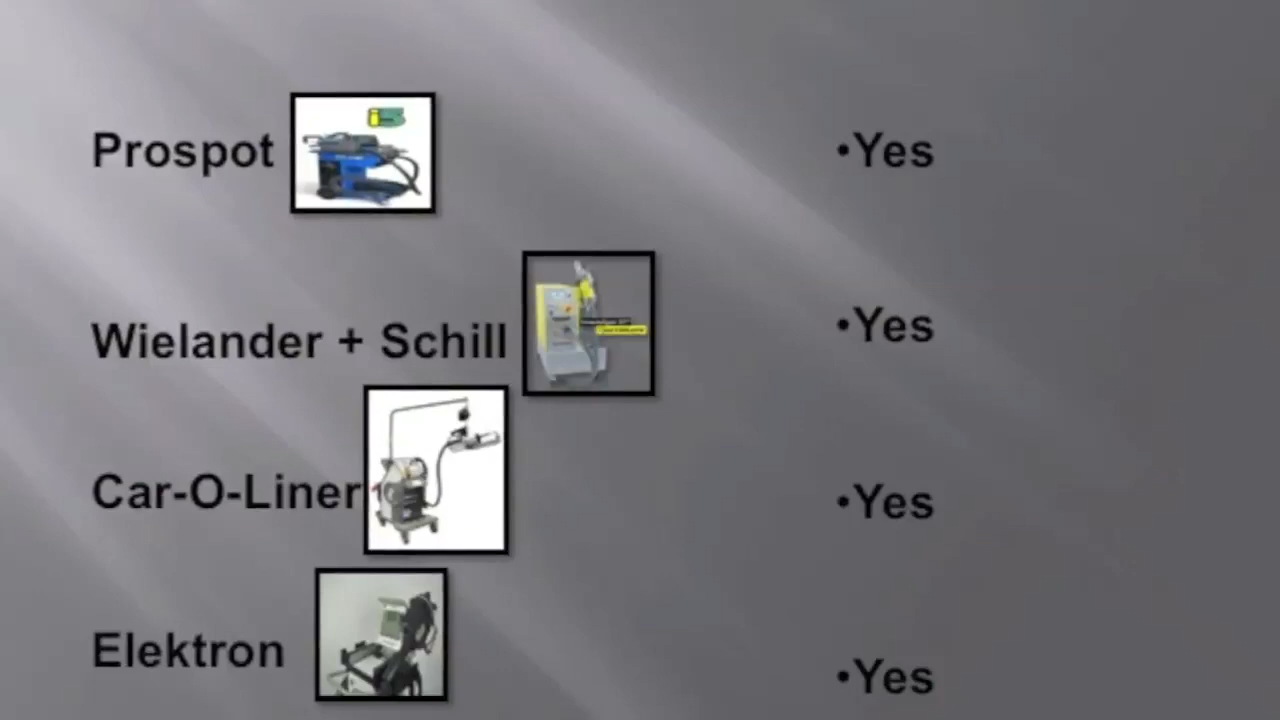 Prospot •Yes
Wielander + Schill •Yes
Car-O-Liner •Yes
Elektron •Yes